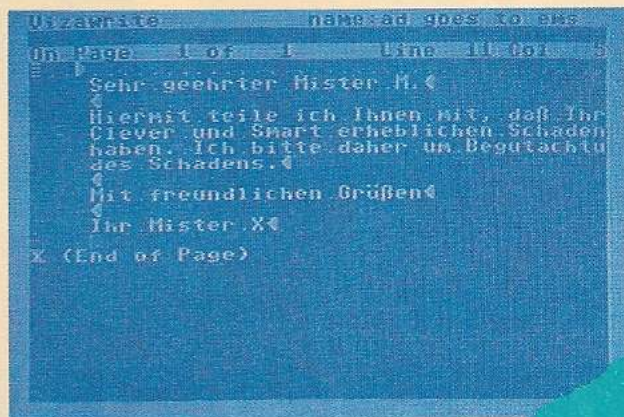 Vizawrite name:ad goes to ems
On Page 1 of 1 Line 11 Col 5
Sehr geehrter Mister M.
Hiermit teile ich Ihnen mit, daß Ihr
Clever und Smart erheblichen Schaden
haben. Ich bitte daher um Begutachtu
des Schadens.
Mit freundlichen Grüßen
Ihr Mister X
X (End of Page)